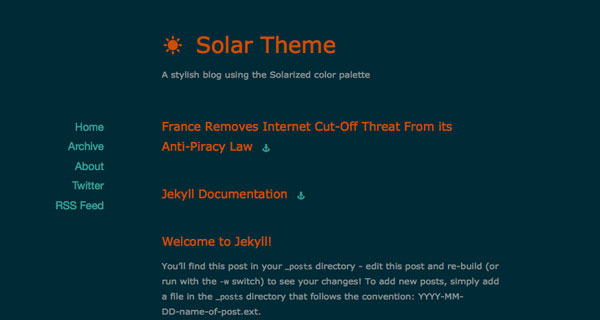 Solar Theme
A stylish blog using the Solarized color palette
Home
Archive
About
Twitter
RSS Feed
France Removes Internet Cut-Off Threat From its
Anti-Piracy Law
Jekyll Documentation
Welcome to Jekyll!
You'll find this post in your _posts directory - edit this post and re-build (or
run with the -w switch) to see your changes! To add new posts, simply add
a file in the _posts directory that follows the convention: YYYY-MM-
DD-name-of-post.ext.